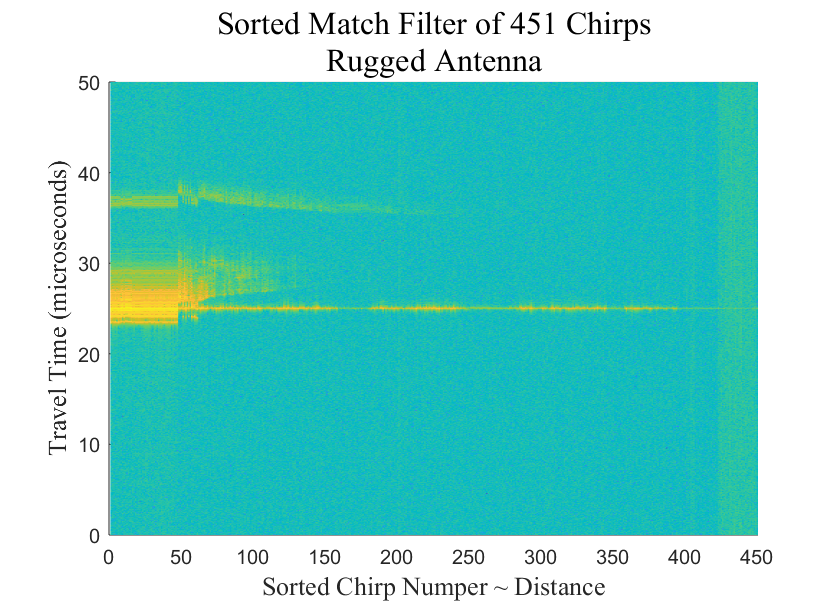 Sorted Match Filter of 451 Chirps
Rugged Antenna
50
40
30
20
10
0
Travel Time (microseconds)
0 50 100 150 200 250 300 350 400 450
Sorted Chirp Numper ~ Distance